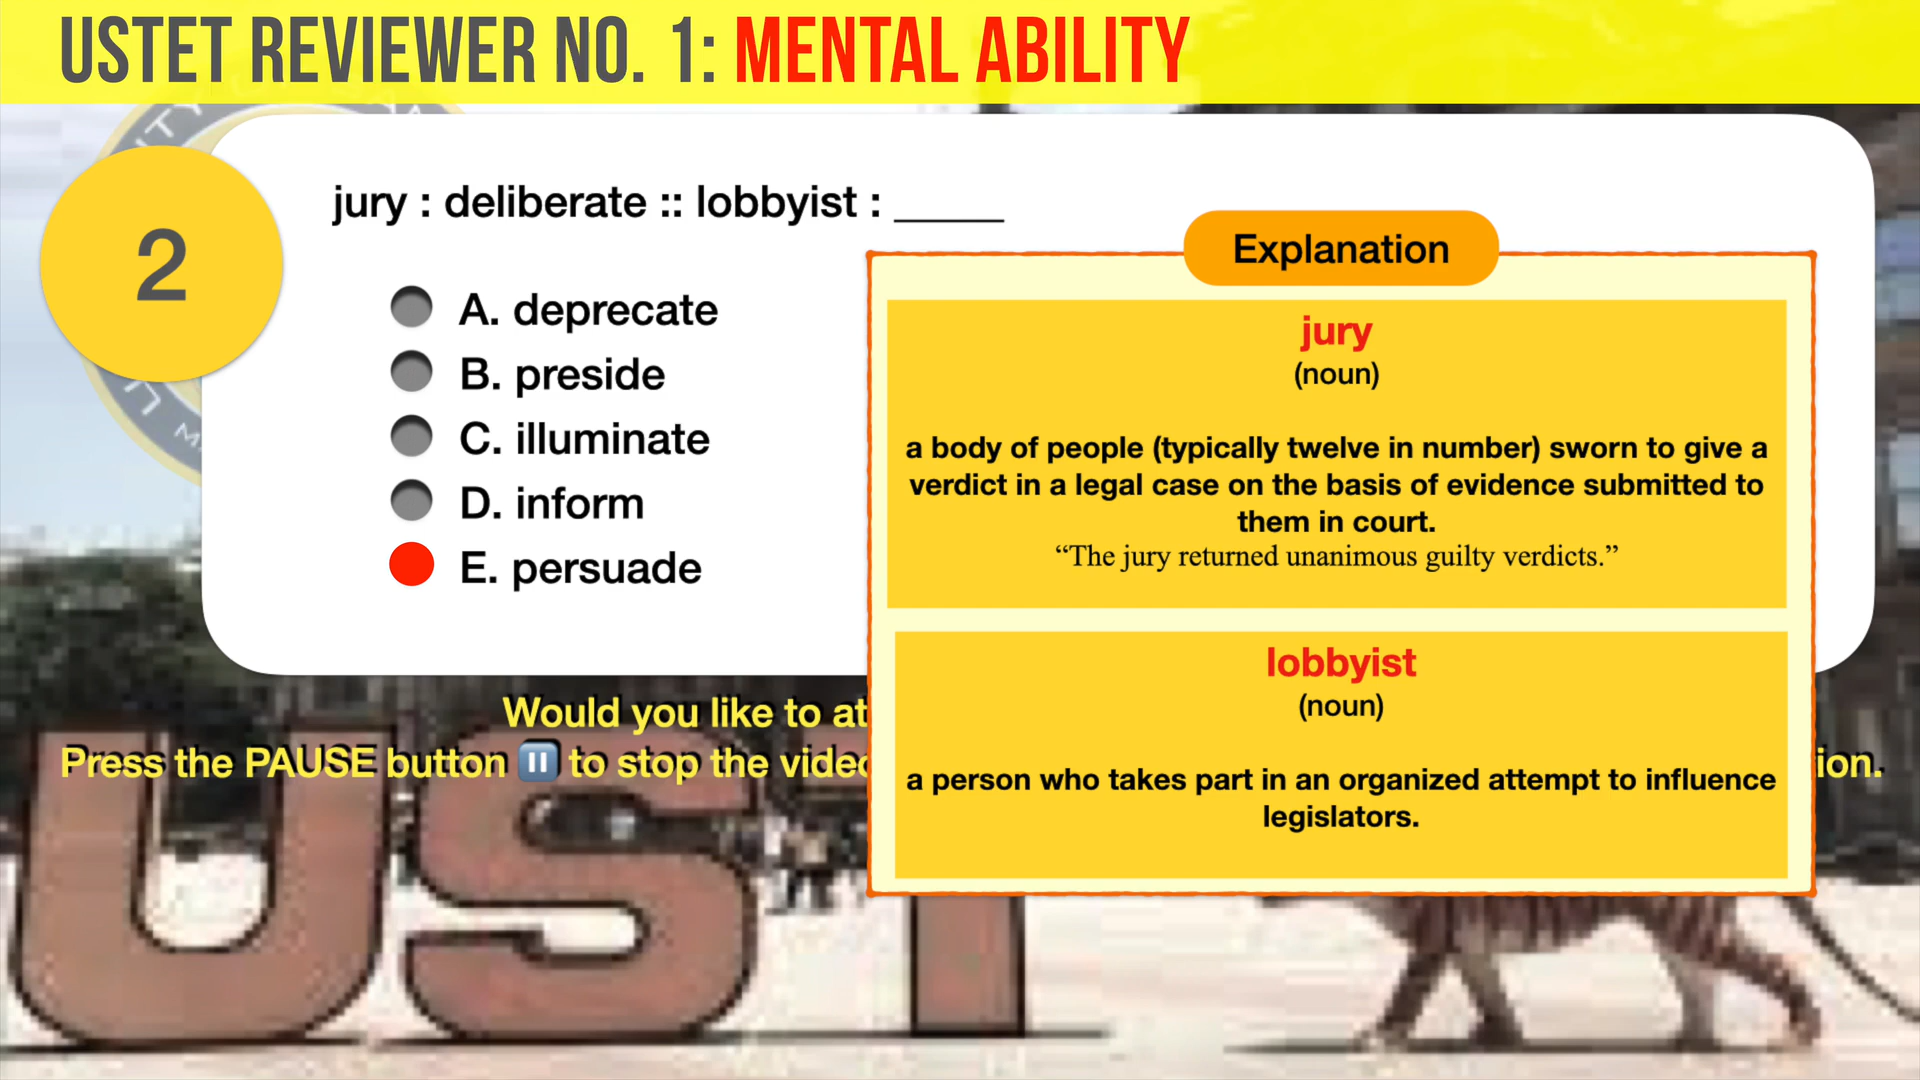 USTET REVIEWER NO. 1: MENTAL ABILITY
2
jury : deliberate :: lobbyist : _____
A. deprecate
B. preside
C. illuminate
D. inform
E. persuade
Explanation
jury
(noun)
a body of people (typically twelve in number) sworn to give a
verdict in a legal case on the basis of evidence submitted to
them in court.
“The jury returned unanimous guilty verdicts.”
lobbyist
(noun)
a person who takes part in an organized attempt to influence
legislators.
Would you like to
Press the PAUSE button to stop the
UST